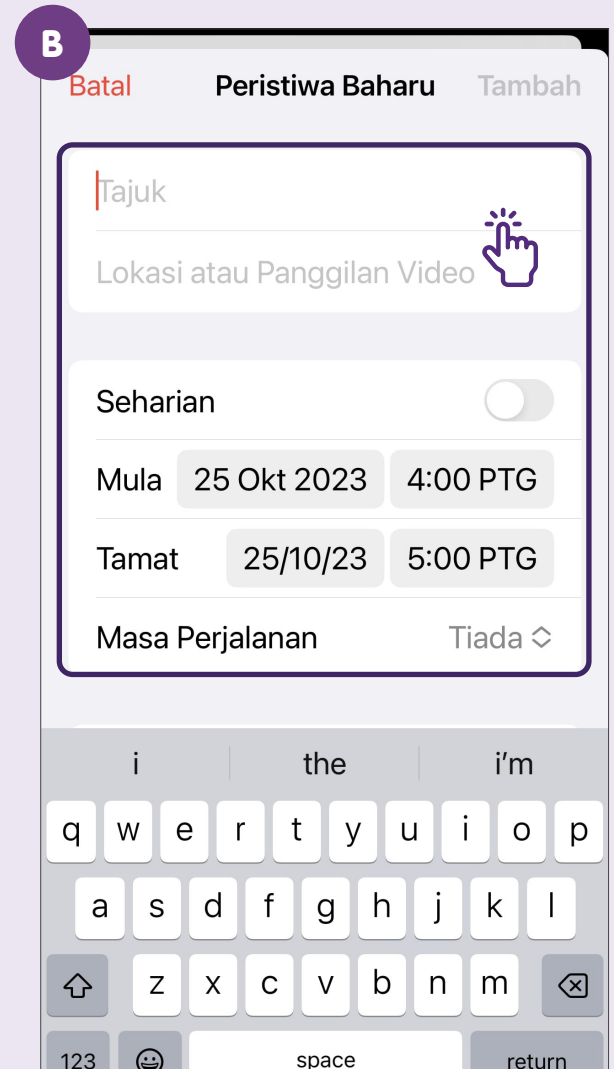 B
Batal Peristiwa Baharu Tambah
Tajuk
Lokasi atau Panggilan Video
Seharian
Mula 25 Okt 2023 4:00 PTG
Tamat 25/10/23 5:00 PTG
Masa Perjalanan Tiada
i the i'm
q w e r t y u i o p
a s d f g h j k l
z x c v b n m
123 space return